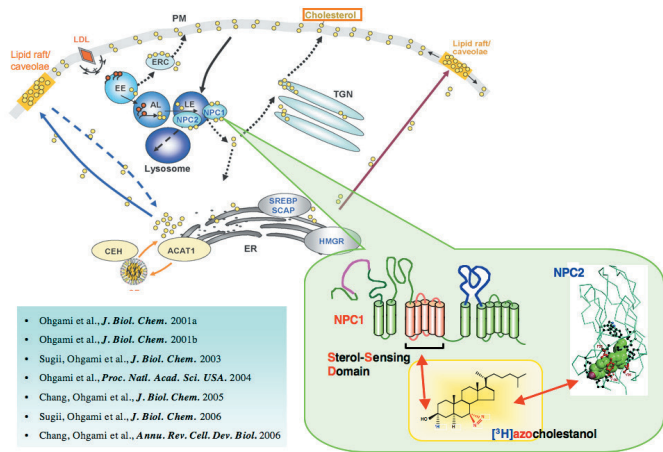 PM
Cholesterol
LDL
Lipid raft/
caveolae
ERC
EE
AL
LE
NPC2
NPC1
Lysosome
TGN
Lipid raft/
caveolae
SREBP
SCAP
HMGR
ER
CEH
ACAT1
NPC1
NPC2
Sterol-Sensing
Domain
HO
H
H
H
[³H]azocholestanol
• Ohgami et al., J. Biol. Chem. 2001a
• Ohgami et al., J. Biol. Chem. 2001b
• Sugii, Ohgami et al., J. Biol. Chem. 2003
• Ohgami et al., Proc. Natl. Acad. Sci. USA. 2004
• Chang, Ohgami et al., J. Biol. Chem. 2005
• Sugii, Ohgami et al., J. Biol. Chem. 2006
• Chang, Ohgami et al., Annu. Rev. Cell. Dev. Biol. 2006